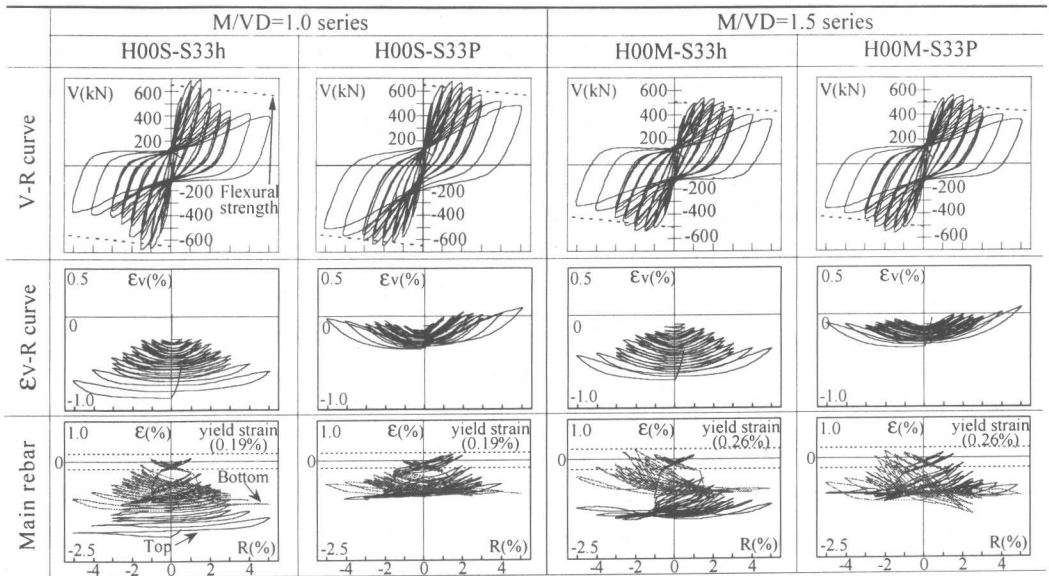 M/VD=1.0 series
M/VD=1.5 series
H00S-S33h
H00S-S33P
H00M-S33h
H00M-S33P
V-R curve
V(kN)
600
400
200
-200
-400
-600
Flexural
strength
V(kN)
600
400
200
-200
-400
-600
V(kN)
600
400
200
-200
-400
-600
V(kN)
600
400
200
-200
-400
-600
εv-R curve
0.5
εv(%)
0
-1.0
0.5
εv(%)
0
-1.0
0.5
εv(%)
0
-1.0
0.5
εv(%)
0
-1.0
Main rebar
1.0
ε(%)
yield strain
(0.19%)
0
Bottom
Top
-2.5
R(%)
-4 -2 0 2 4
1.0
ε(%)
yield strain
(0.19%)
0
-2.5
R(%)
-4 -2 0 2 4
1.0
ε(%)
yield strain
(0.26%)
0
-2.5
R(%)
-4 -2 0 2 4
1.0
ε(%)
yield strain
(0.26%)
0
-2.5
R(%)
-4 -2 0 2 4